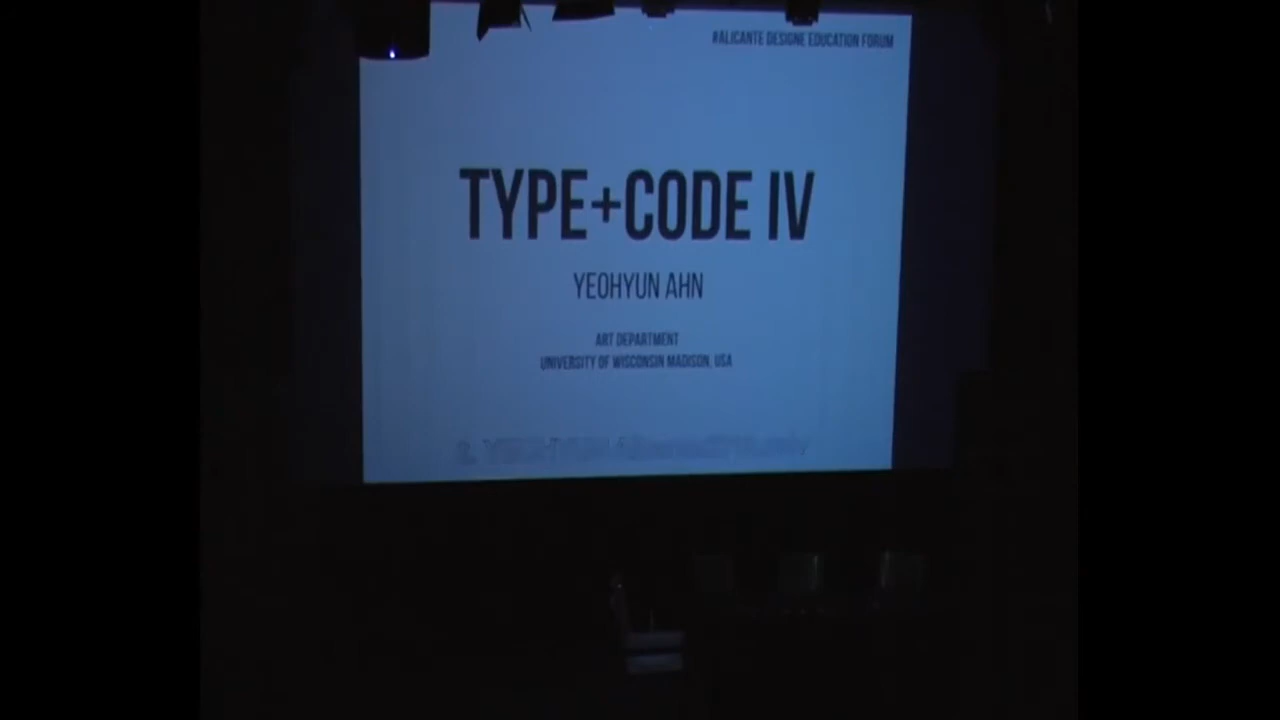 #ALICANTE DESIGNE EDUCATION FORUM
TYPE+CODE IV
YEOHYUN AHN
ART DEPARTMENT
UNIVERSITY OF WISCONSIN MADISON, USA